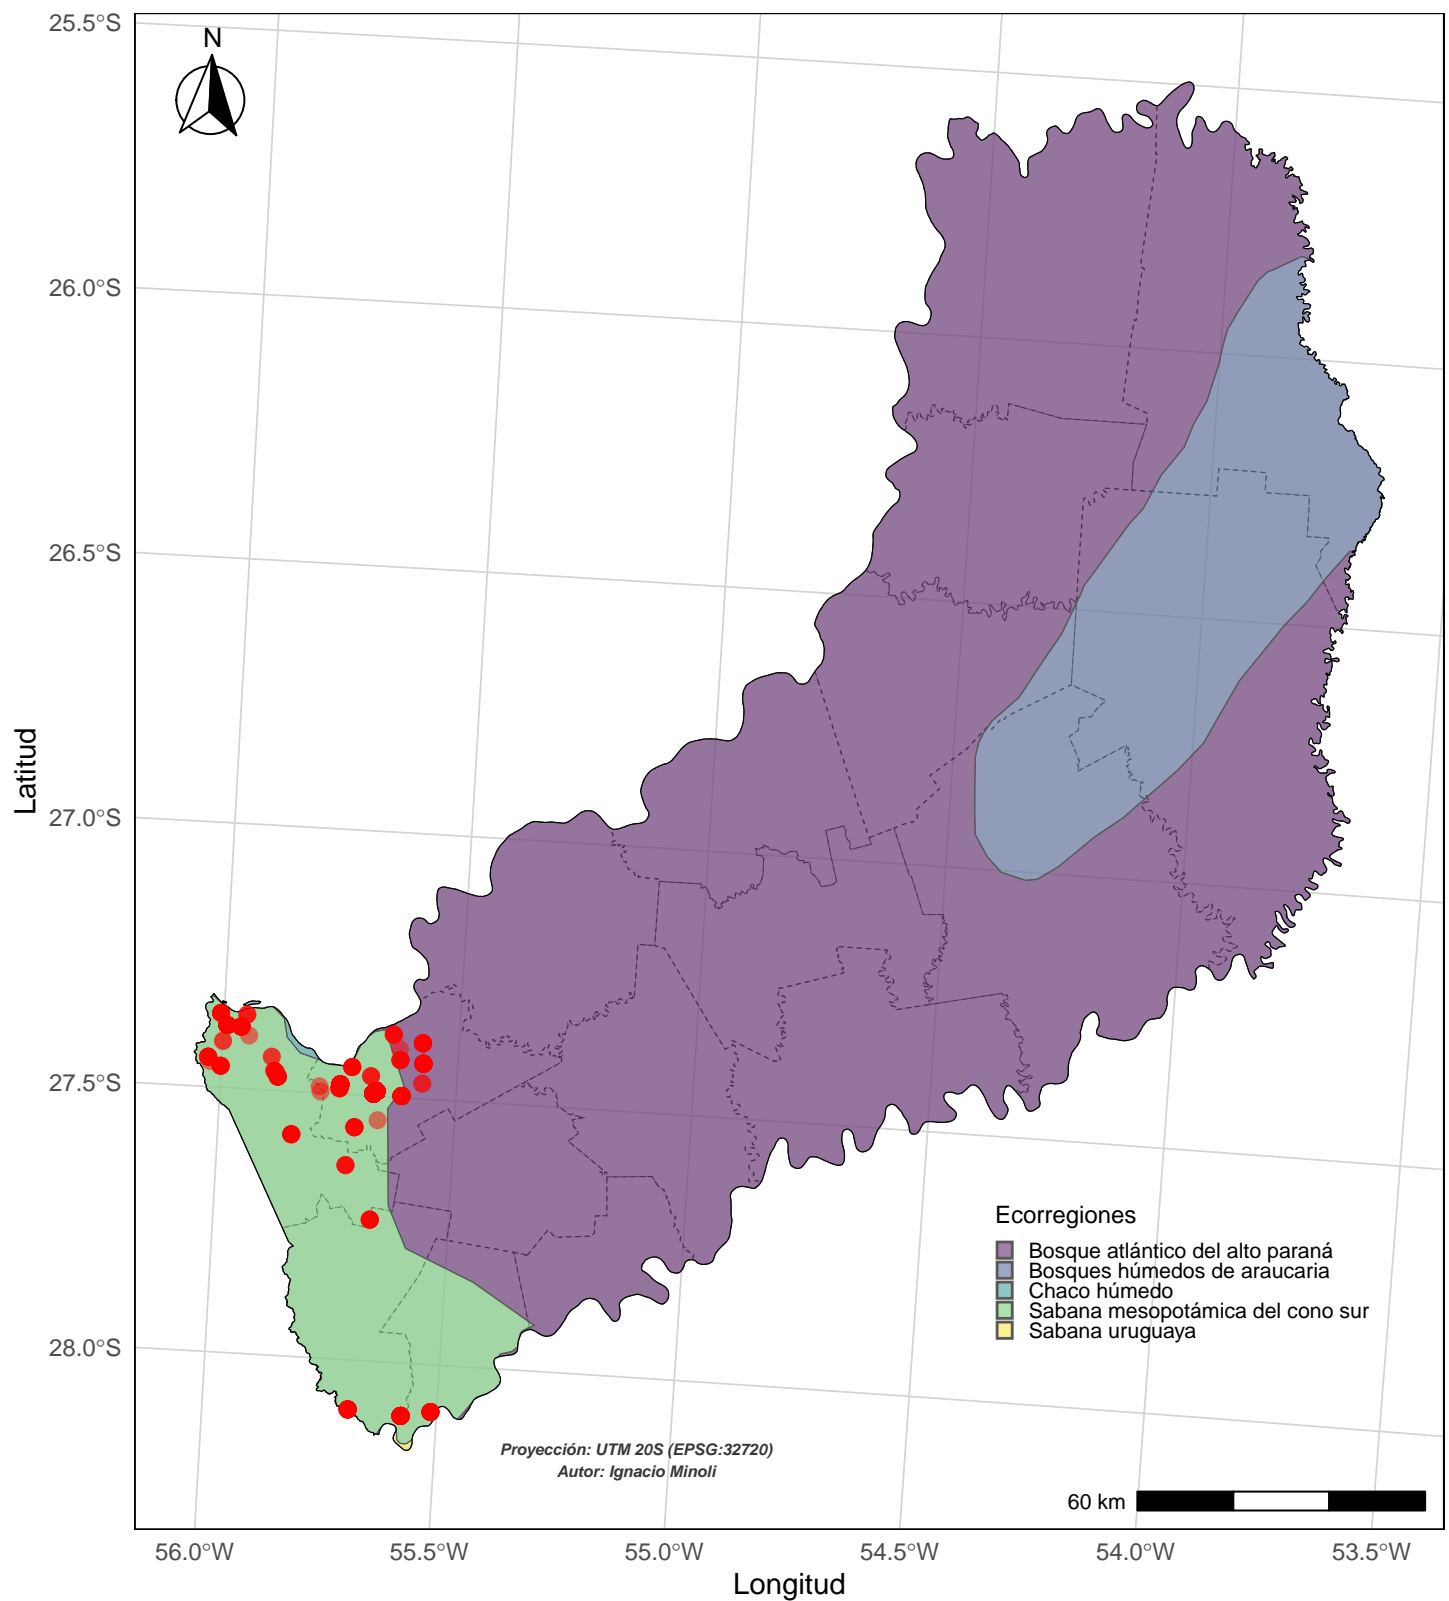 N
25.5°S
26.0°S
26.5°S
27.0°S
27.5°S
28.0°S
Latitud
Ecorregiones
Bosque atlántico del alto paraná
Bosques húmedos de araucaria
Chaco húmedo
Sabana mesopotámica del cono sur
Sabana uruguaya
Proyección: UTM 20S (EPSG:32720)
Autor: Ignacio Minoli
60 km
56.0°W
55.5°W
55.0°W
54.5°W
54.0°W
53.5°W
Longitud